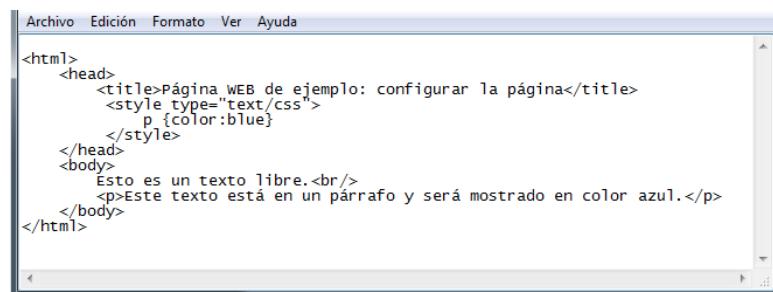 Archivo Edición Formato Ver Ayuda
<html>
<head>
<title>Página WEB de ejemplo: configurar la página</title>
<style type="text/css">
p {color:blue}
</style>
</head>
<body>
Esto es un texto libre.<br/>
<p>Este texto está en un párrafo y será mostrado en color azul.</p>
</body>
</html>